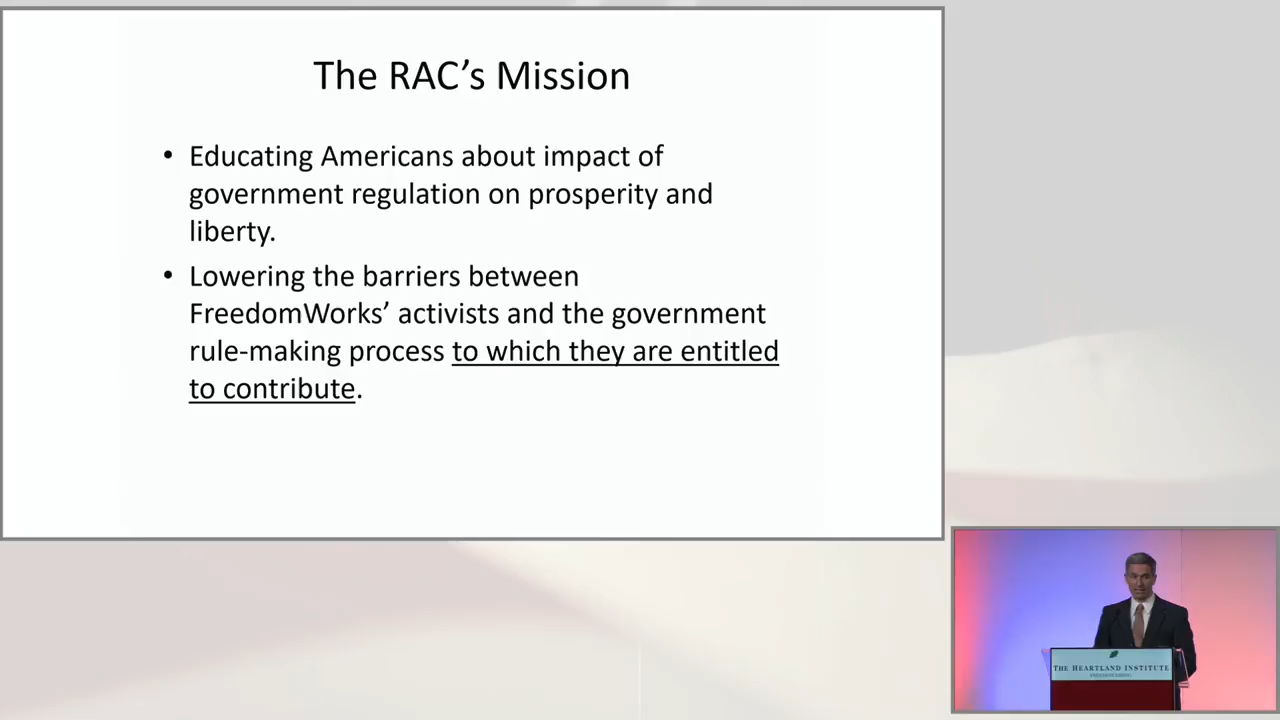 The RAC’s Mission
• Educating Americans about impact of
government regulation on prosperity and
liberty.
• Lowering the barriers between
FreedomWorks’ activists and the government
rule-making process to which they are entitled
to contribute.
THE HEARTLAND INSTITUTE